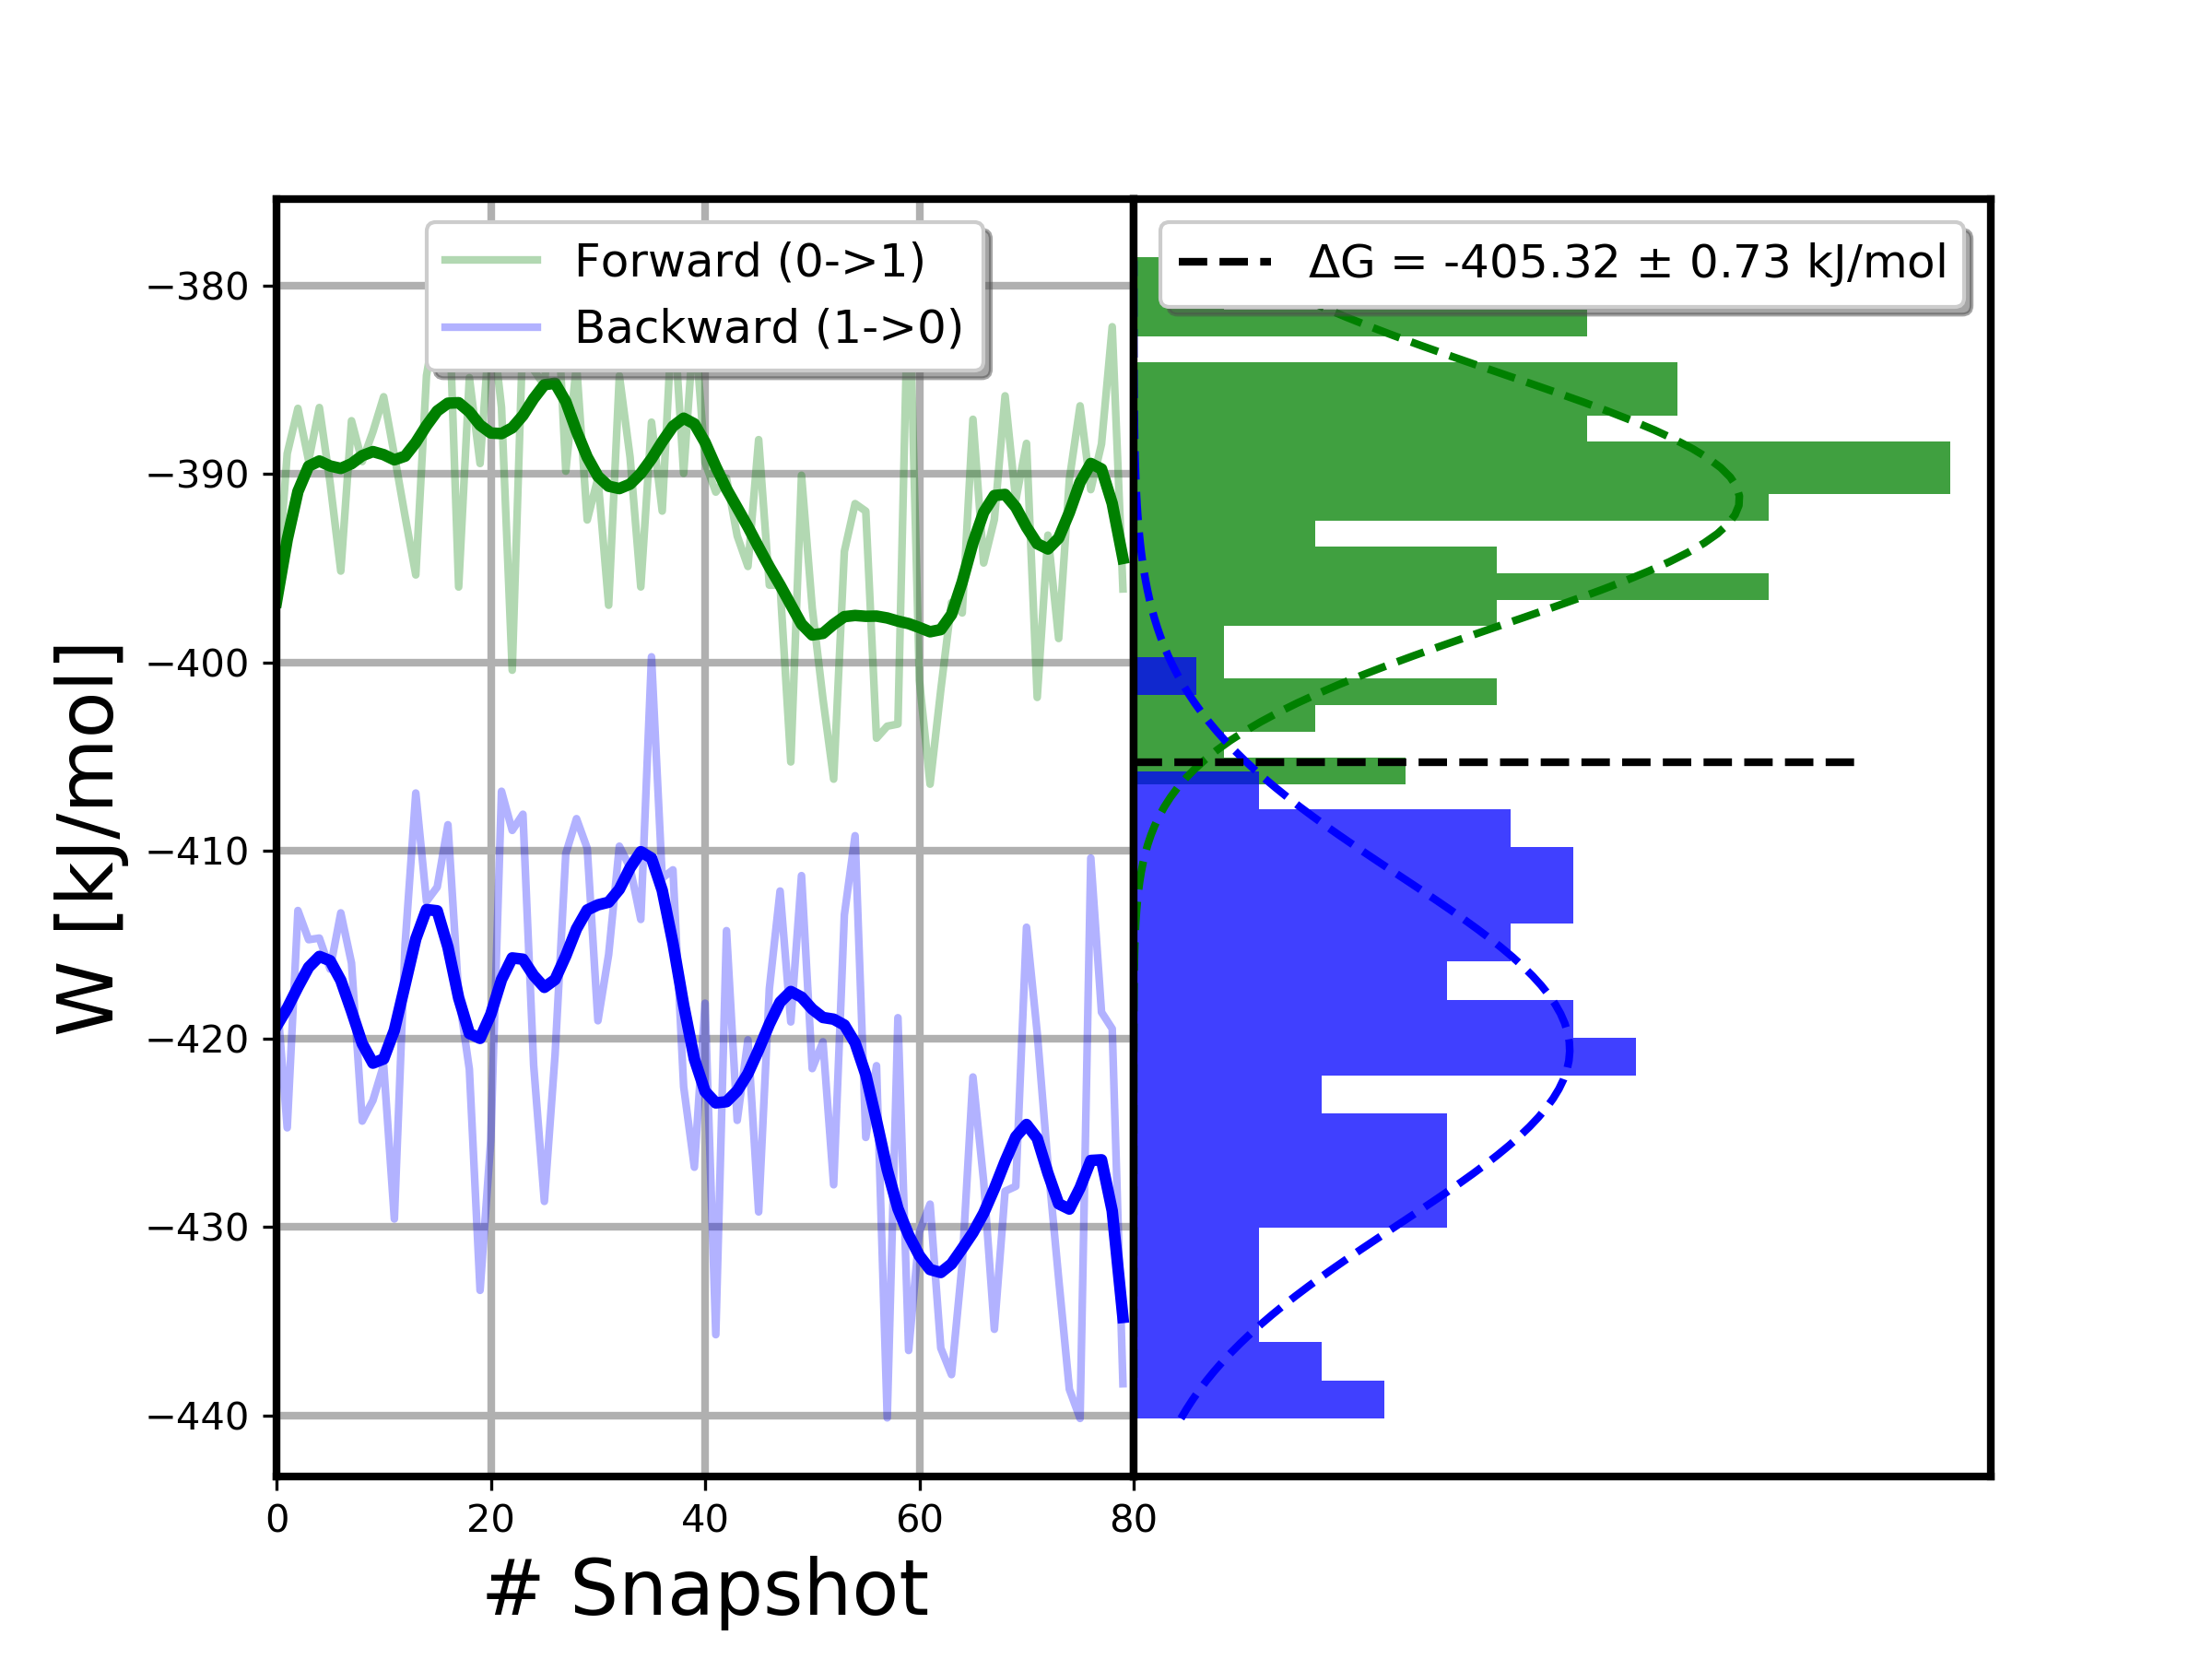 Forward (0->1)
Backward (1->0)
ΔG = -405.32 ± 0.73 kJ/mol
−380
−390
−400
−410
−420
−430
−440
W [kJ/mol]
0 20 40 60 80
# Snapshot